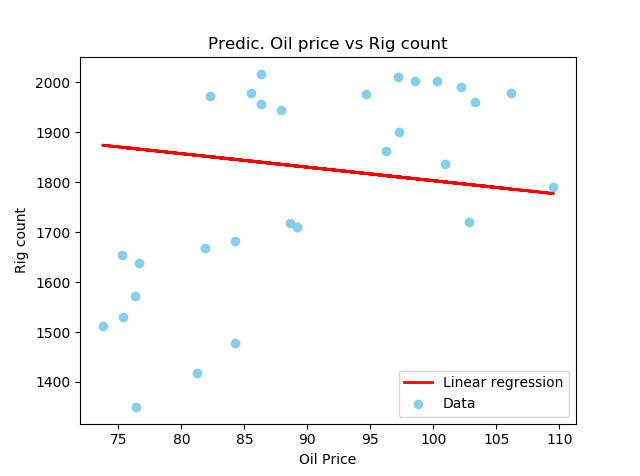 Predic. Oil price vs Rig count
2000
1900
1800
1700
1600
1500
1400
Rig count
75 80 85 90 95 100 105 110
Oil Price
Linear regression
Data